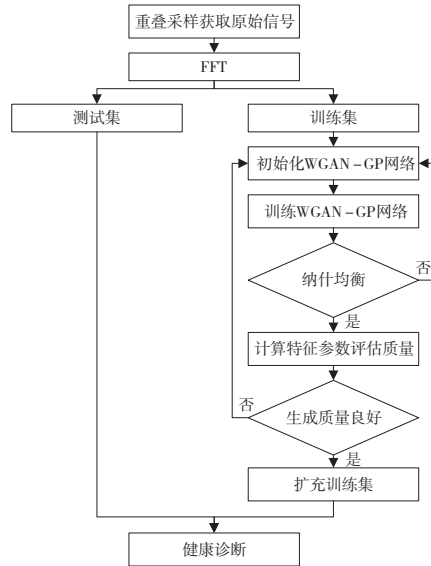 重叠采样获取原始信号
FFT
测试集
训练集
初始化WGAN-GP网络
训练WGAN-GP网络
纳什均衡
否
是
计算特征参数评估质量
否
生成质量良好
是
扩充训练集
健康诊断